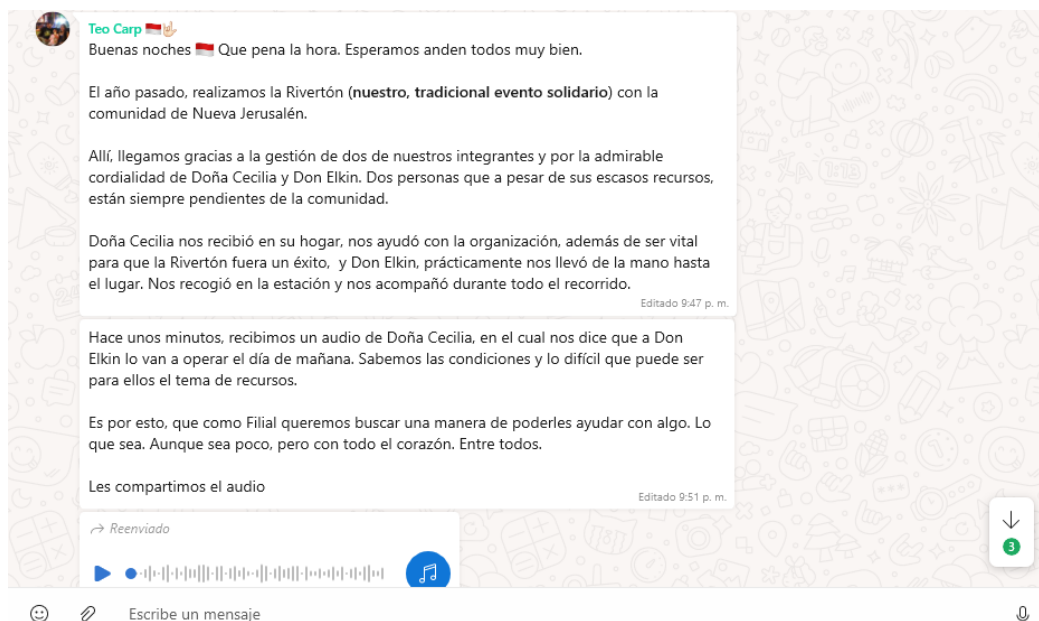 Teo Carp
Buenas noches Que pena la hora. Esperamos anden todos muy bien.
El año pasado, realizamos la Rivertón (nuestro, tradicional evento solidario) con la
comunidad de Nueva Jerusalén.
Allí, llegamos gracias a la gestión de dos de nuestros integrantes y por la admirable
cordialidad de Doña Cecilia y Don Elkin. Dos personas que a pesar de sus escasos recursos,
están siempre pendientes de la comunidad.
Doña Cecilia nos recibió en su hogar, nos ayudó con la organización, además de ser vital
para que la Rivertón fuera un éxito, y Don Elkin, prácticamente nos llevó de la mano hasta
el lugar. Nos recogió en la estación y nos acompañó durante todo el recorrido.
Editado 9:47 p. m.
Hace unos minutos, recibimos un audio de Doña Cecilia, en el cual nos dice que a Don
Elkin lo van a operar el día de mañana. Sabemos las condiciones y lo difícil que puede ser
para ellos el tema de recursos.
Es por esto, que como Filial queremos buscar una manera de poderles ayudar con algo. Lo
que sea. Aunque sea poco, pero con todo el corazón. Entre todos.
Les compartimos el audio
Editado 9:51 p. m.
Reenviado
3
Escribe un mensaje